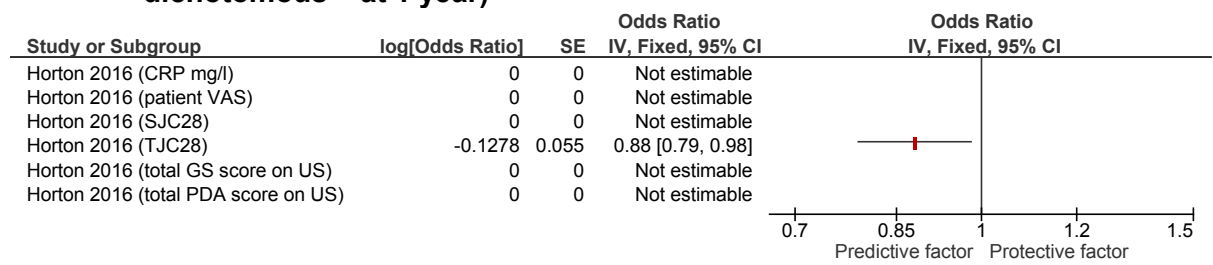 dichotomous – at 1 year)
Odds Ratio Odds Ratio
Study or Subgroup log[Odds Ratio] SE IV, Fixed, 95% CI IV, Fixed, 95% CI
Horton 2016 (CRP mg/l) 0 0 Not estimable
Horton 2016 (patient VAS) 0 0 Not estimable
Horton 2016 (SJC28) 0 0 Not estimable
Horton 2016 (TJC28) -0.1278 0.055 0.88 [0.79, 0.98]
Horton 2016 (total GS score on US) 0 0 Not estimable
Horton 2016 (total PDA score on US) 0 0 Not estimable
0.7 0.85 1 1.2 1.5
Predictive factor Protective factor